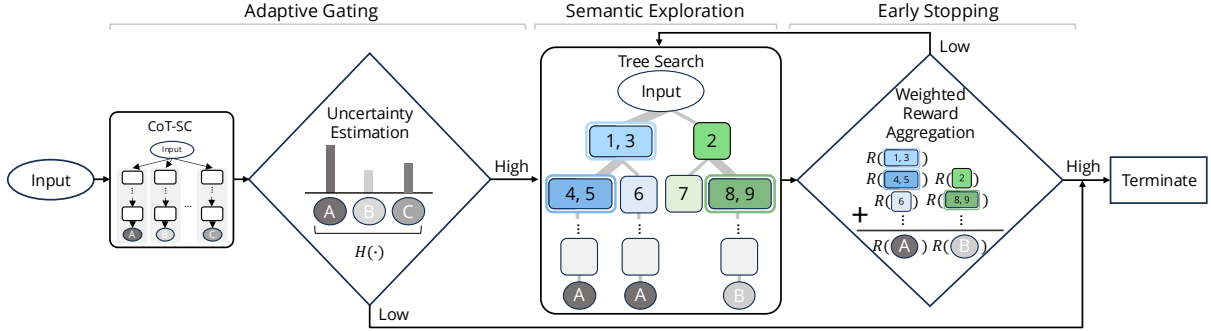 Adaptive Gating
Semantic Exploration
Early Stopping
Input
CoT-SC
Input
...
A
B
C
Uncertainty
Estimation
A
B
C
H(·)
High
Low
Tree Search
Input
1, 3
2
4, 5
6
7
8, 9
A
A
B
Low
Weighted
Reward
Aggregation
R( 1, 3 )
R( 4, 5 ) R( 2 )
R( 6 ) R( 8, 9 )
+
R( A ) R( B )
High
Terminate